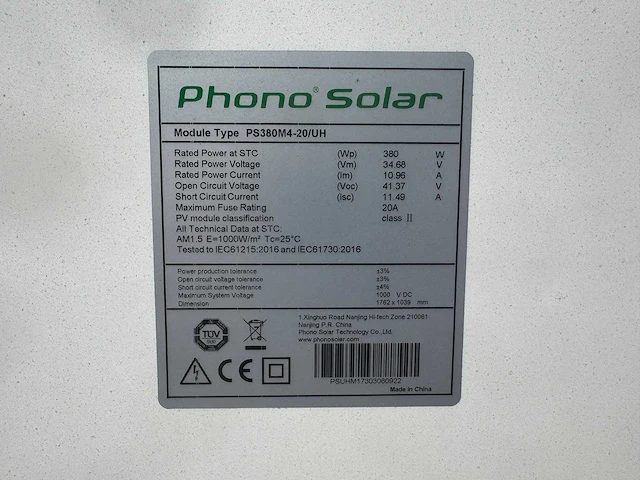 Phono® Solar
Module Type PS380M4-20/UH
Rated Power at STC (Wp) 380 W
Rated Power Voltage (Vm) 34.68 V
Rated Power Current (Im) 10.96 A
Open Circuit Voltage (Voc) 41.37 V
Short Circuit Current (Isc) 11.49 A
Maximum Fuse Rating 20A
PV module classification class II
All Technical Data at STC:
AM1.5 E=1000W/m² Tc=25°C
Tested to IEC61215:2016 and IEC61730:2016
Power production tolerance ±3%
Open circuit voltage tolerance ±3%
Short circuit current tolerance ±4%
Maximum System Voltage 1000 V DC
Dimension 1762 x 1039 mm
1.Xinghuo Road Nanjing Hi-tech Zone 210061
Nanjing P.R. China
Phono Solar Technology Co.,Ltd.
www.phonosolar.com
TÜV
SÜD
CE
PSUHM17303060922
Made in China